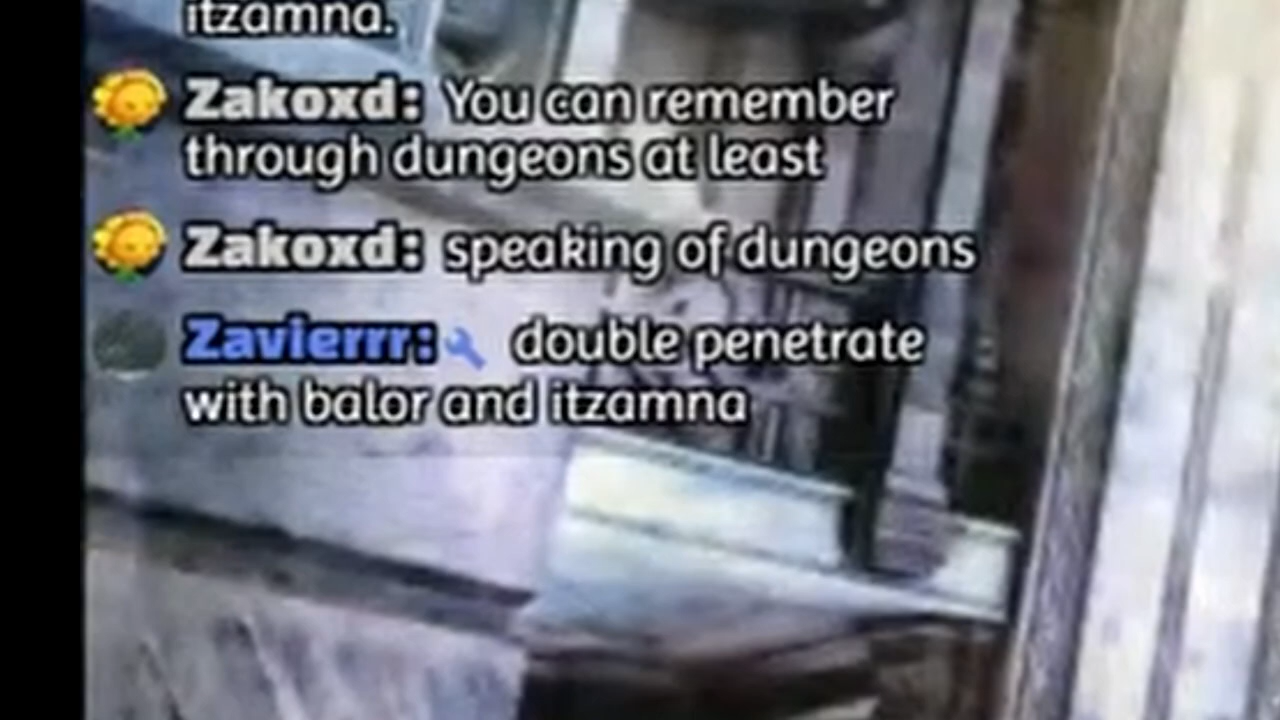 itzamna.
Zakoxd: You can remember
through dungeons at least
Zakoxd: speaking of dungeons
Zavierrr: double penetrate
with balor and itzamna